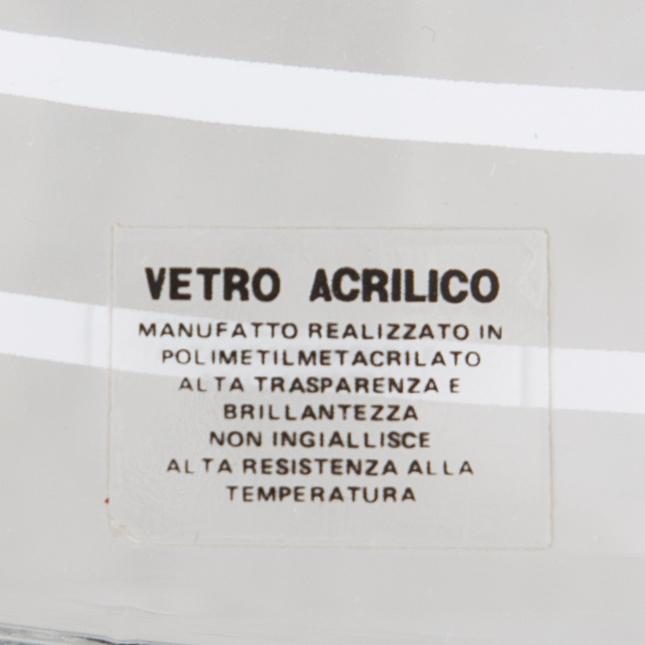 VETRO ACRILICO
MANUFATTO REALIZZATO IN
POLIMETILMETACRILATO
ALTA TRASPARENZA E
BRILLANTEZZA
NON INGIALLISCE
ALTA RESISTENZA ALLA
TEMPERATURA